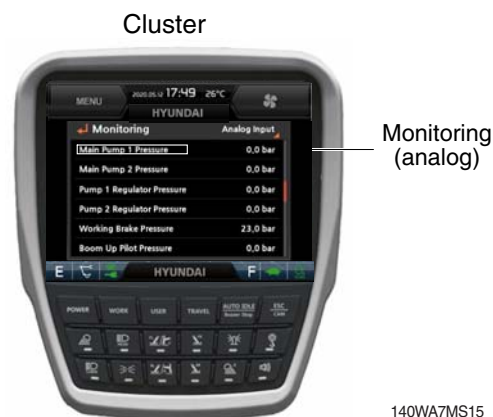 Cluster
MENU
2020.05.12 17:49 26°C
HYUNDAI
Monitoring Analog Input
Main Pump 1 Pressure 0,0 bar
Main Pump 2 Pressure 0,0 bar
Pump 1 Regulator Pressure 0,0 bar
Pump 2 Regulator Pressure 0,0 bar
Working Brake Pressure 23,0 bar
Boom Up Pilot Pressure 0,0 bar
Monitoring
(analog)
E HYUNDAI F
POWER WORK USER TRAVEL AUTO IDLE ESC
CAM
140WA7MS15